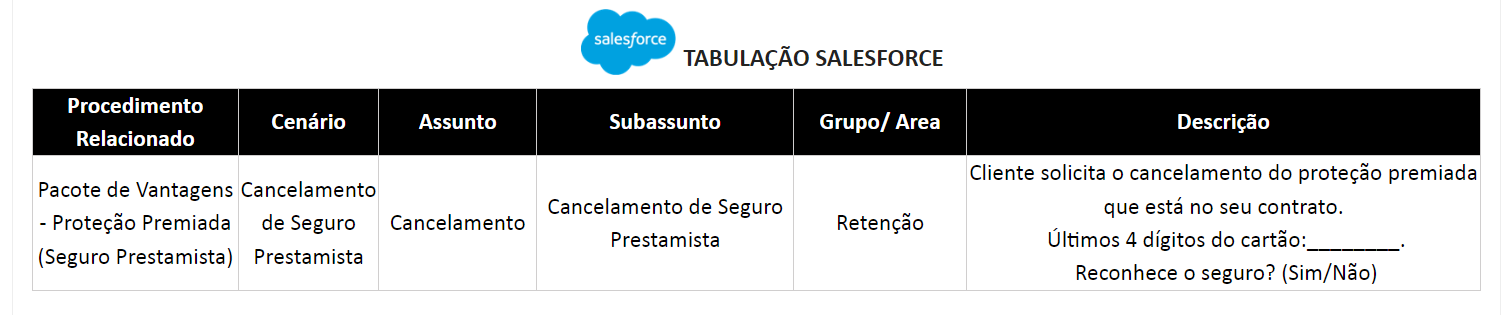 salesforce
TABULAÇÃO SALESFORCE
Procedimento
Relacionado
Cenário
Assunto
Subassunto
Grupo/ Area
Descrição
Pacote de Vantagens
- Proteção Premiada
(Seguro Prestamista)
Cancelamento
de Seguro
Prestamista
Cancelamento
Cancelamento de Seguro
Prestamista
Retenção
Cliente solicita o cancelamento do proteção premiada
que está no seu contrato.
Últimos 4 dígitos do cartão:________.
Reconhece o seguro? (Sim/Não)